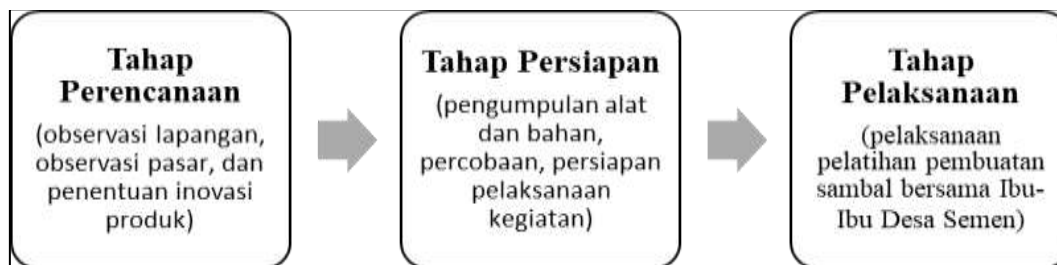 Tahap
Perencanaan
(observasi lapangan,
observasi pasar, dan
penentuan inovasi
produk)
Tahap Persiapan
(pengumpulan alat
dan bahan,
percobaan, persiapan
pelaksanaan
kegiatan)
Tahap
Pelaksanaan
(pelaksanaan
pelatihan pembuatan
sambal bersama Ibu-
Ibu Desa Semen)